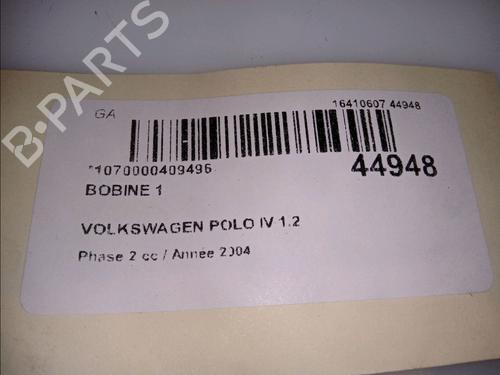 B-PARTS
GA
16410607 44948
*1070000409496
44948
BOBINE 1
VOLKSWAGEN POLO IV 1.2
Phase 2 cc / Année 2004